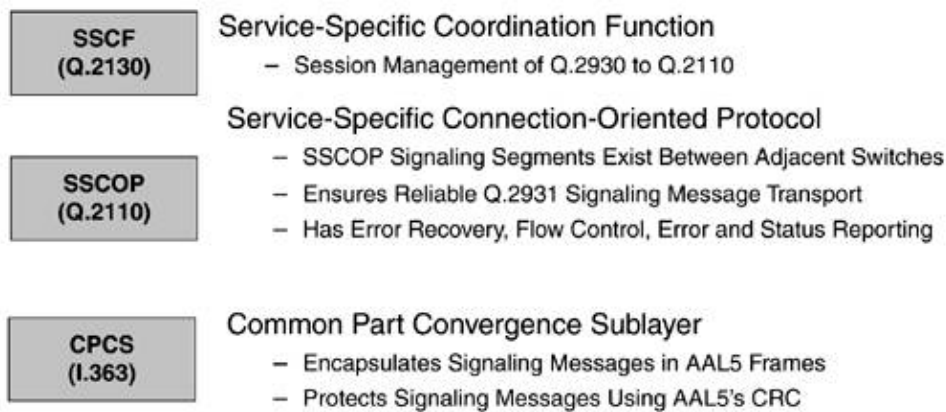 SSCF
(Q.2130)
Service-Specific Coordination Function
– Session Management of Q.2930 to Q.2110
SSCOP
(Q.2110)
Service-Specific Connection-Oriented Protocol
– SSCOP Signaling Segments Exist Between Adjacent Switches
– Ensures Reliable Q.2931 Signaling Message Transport
– Has Error Recovery, Flow Control, Error and Status Reporting
CPCS
(I.363)
Common Part Convergence Sublayer
– Encapsulates Signaling Messages in AAL5 Frames
– Protects Signaling Messages Using AAL5's CRC